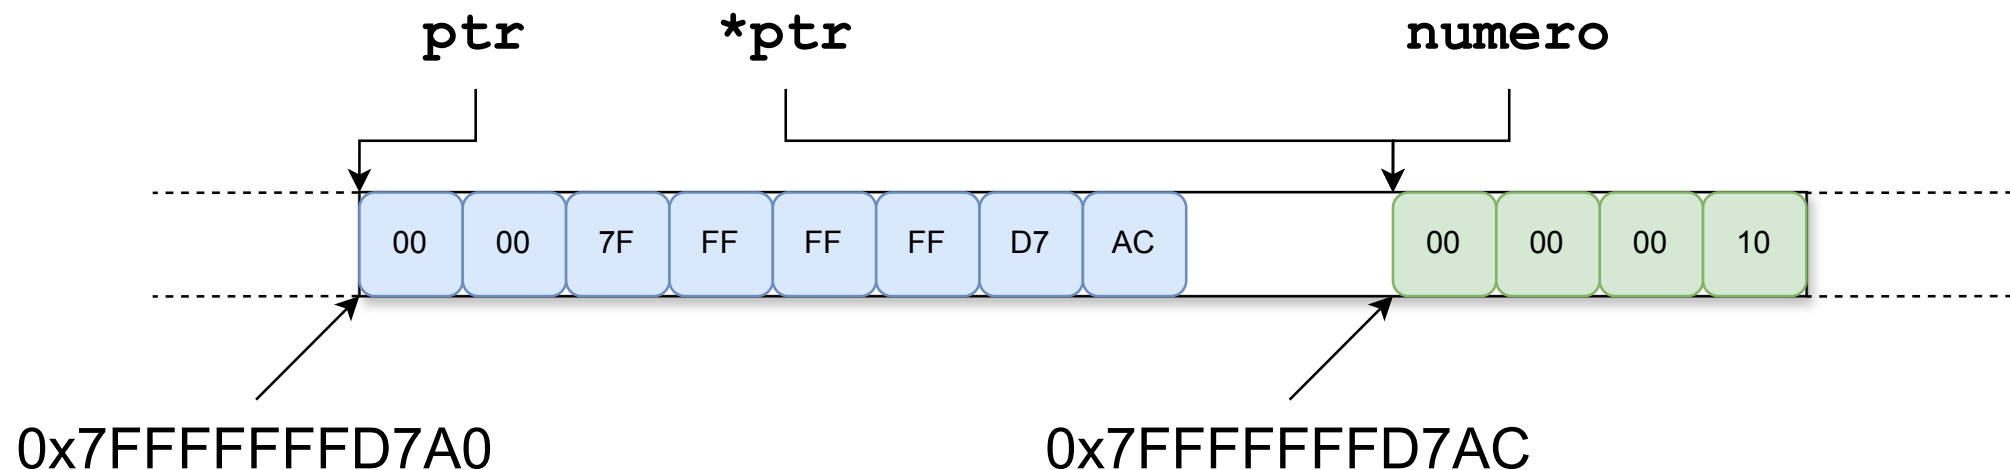 ptr *ptr numero
00 00 7F FF FF FF D7 AC 00 00 00 10
0x7FFFFFFFD7A0 0x7FFFFFFFD7AC